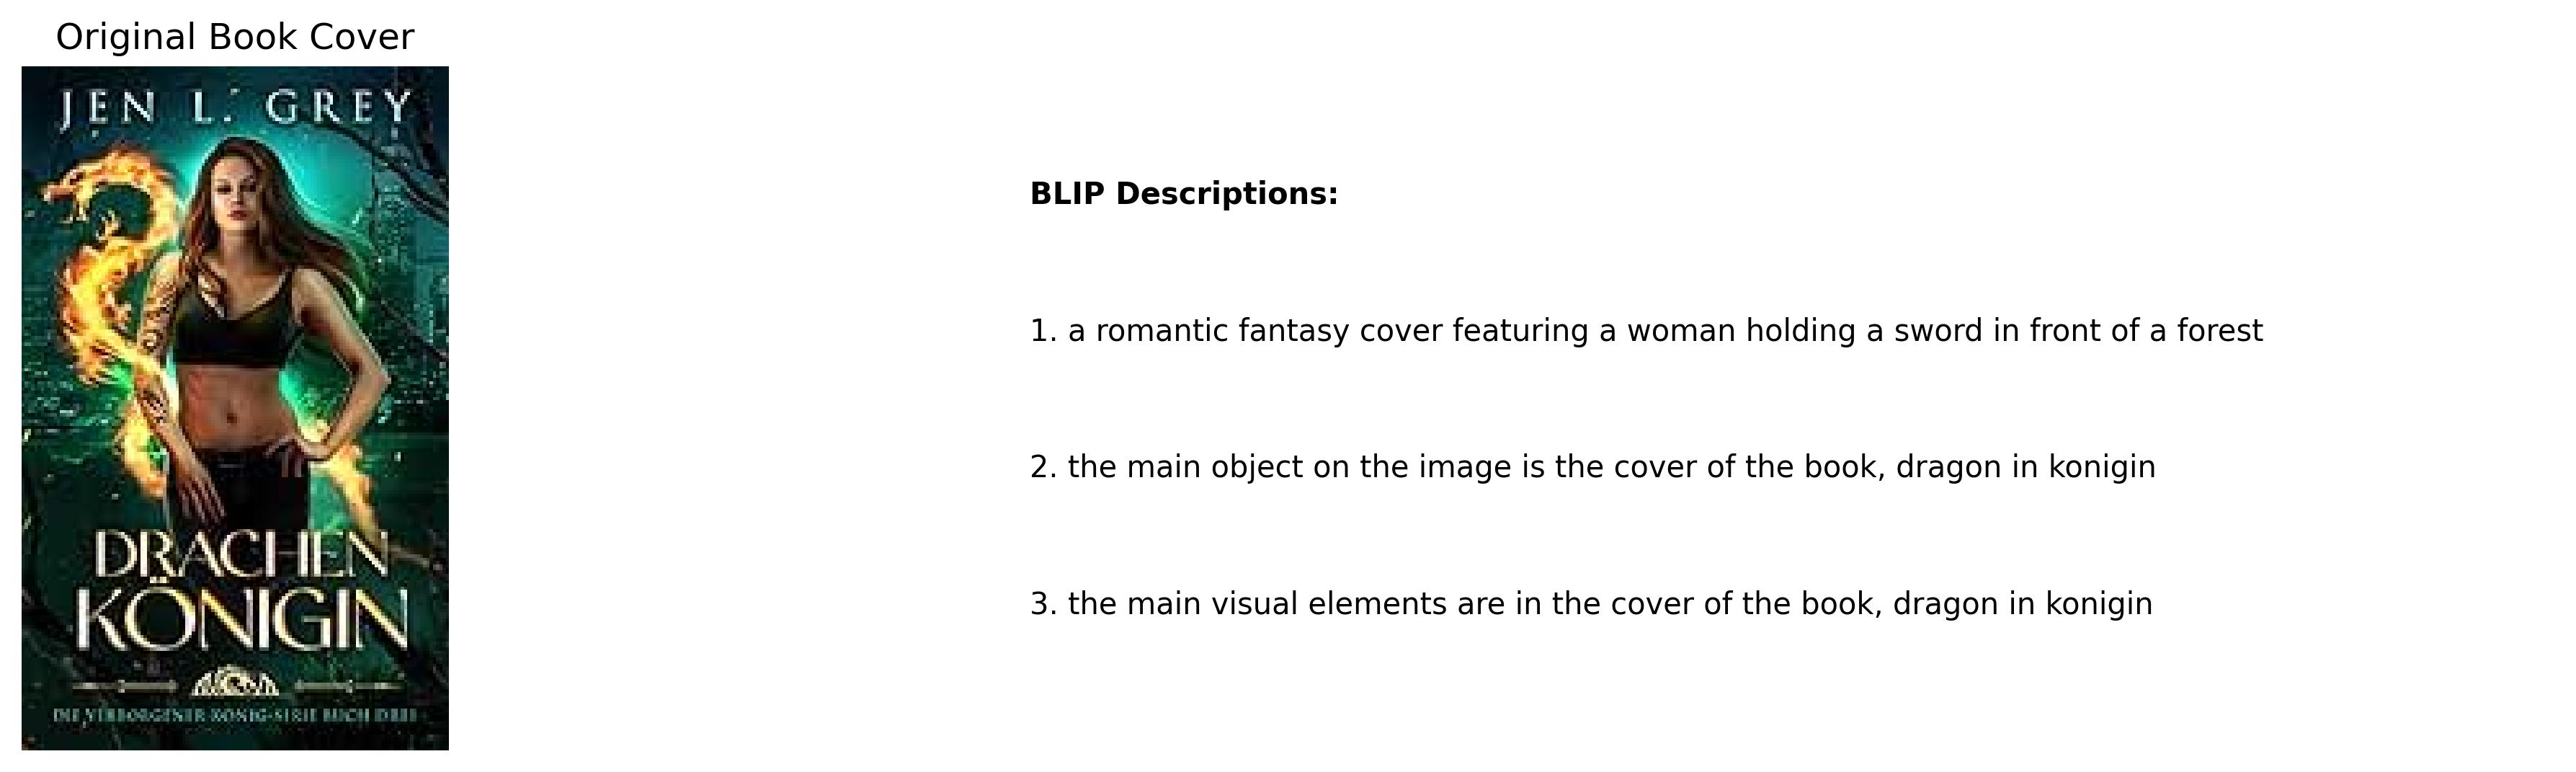 Original Book Cover
JEN L. GREY
DRACHEN
KÖNIGIN
DIE VERBORGENER KÖNIG-SERIE BUCH DREI
BLIP Descriptions:
1. a romantic fantasy cover featuring a woman holding a sword in front of a forest
2. the main object on the image is the cover of the book, dragon in konigin
3. the main visual elements are in the cover of the book, dragon in konigin